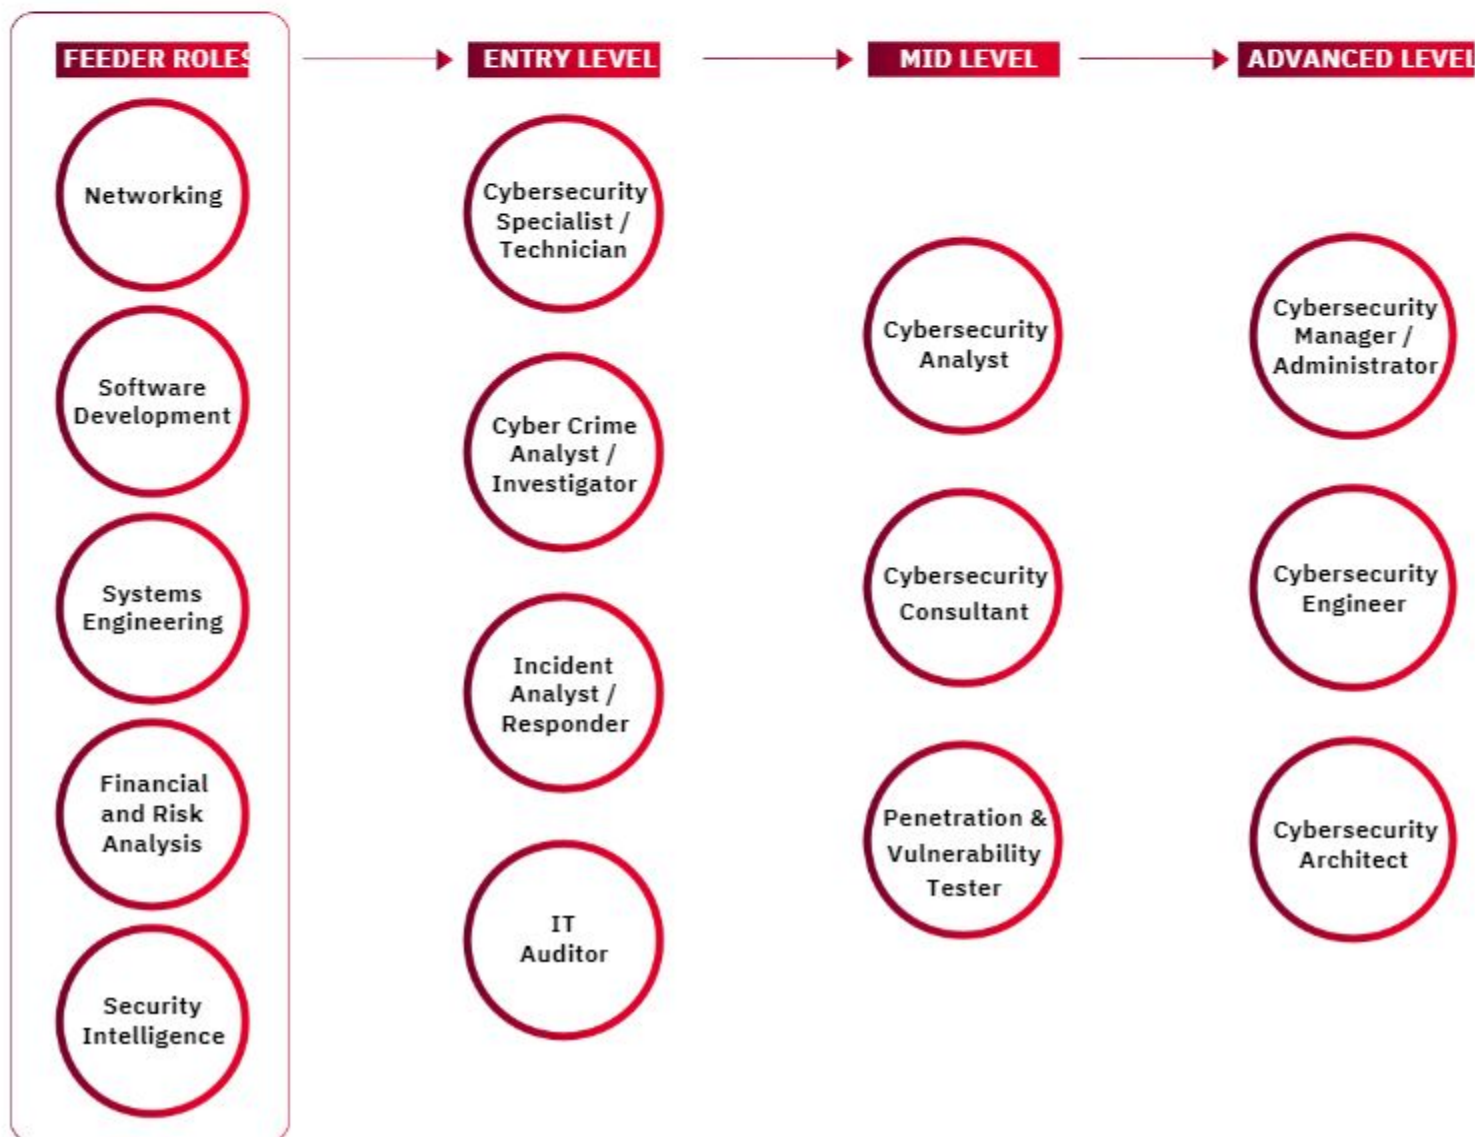 FEEDER ROLES
ENTRY LEVEL
MID LEVEL
ADVANCED LEVEL
Networking
Software
Development
Systems
Engineering
Financial
and Risk
Analysis
Security
Intelligence
Cybersecurity
Specialist /
Technician
Cyber Crime
Analyst /
Investigator
Incident
Analyst /
Responder
IT
Auditor
Cybersecurity
Analyst
Cybersecurity
Consultant
Penetration &
Vulnerability
Tester
Cybersecurity
Manager /
Administrator
Cybersecurity
Engineer
Cybersecurity
Architect